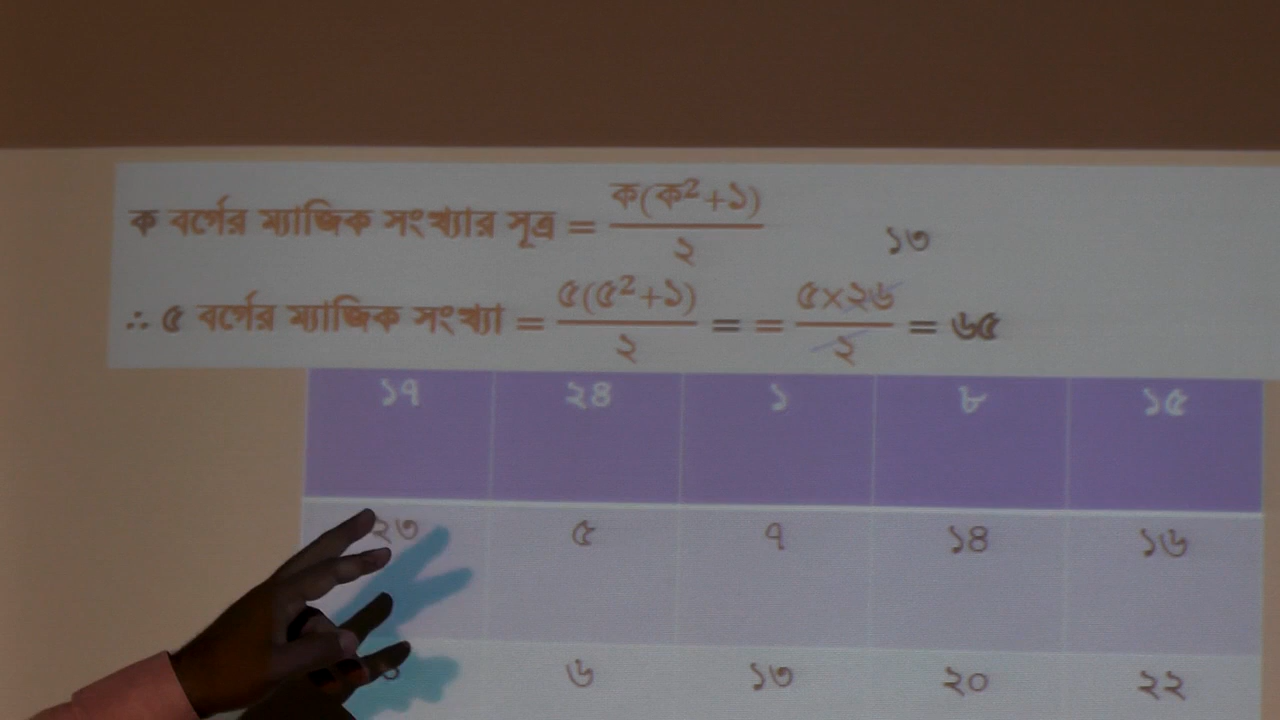 ক বর্গের ম্যাজিক সংখ্যার সূত্র = ক(ক²+১)/২ ১৩
∴ ৫ বর্গের ম্যাজিক সংখ্যা = ৫(৫²+১)/২ = = ৫×২৬/২ = ৬৫
১৭ ২৪ ১ ৮ ১৫
২৩ ৫ ৭ ১৪ ১৬
৬ ১৩ ২০ ২২